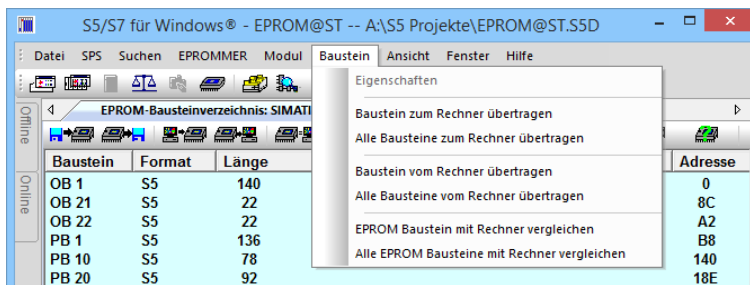 S5/S7 für Windows® - EPROM@ST -- A:\S5 Projekte\EPROM@ST.S5D
Datei SPS Suchen EPROMMER Modul Baustein Ansicht Fenster Hilfe
Eigenschaften
Baustein zum Rechner übertragen
Alle Bausteine zum Rechner übertragen
Baustein vom Rechner übertragen
Alle Bausteine vom Rechner übertragen
EPROM Baustein mit Rechner vergleichen
Alle EPROM Bausteine mit Rechner vergleichen
Offline
Online
EPROM-Bausteinverzeichnis: SIMATI
Baustein Format Länge Adresse
OB 1 S5 140 0
OB 21 S5 22 8C
OB 22 S5 22 A2
PB 1 S5 136 B8
PB 10 S5 78 140
PB 20 S5 92 18E